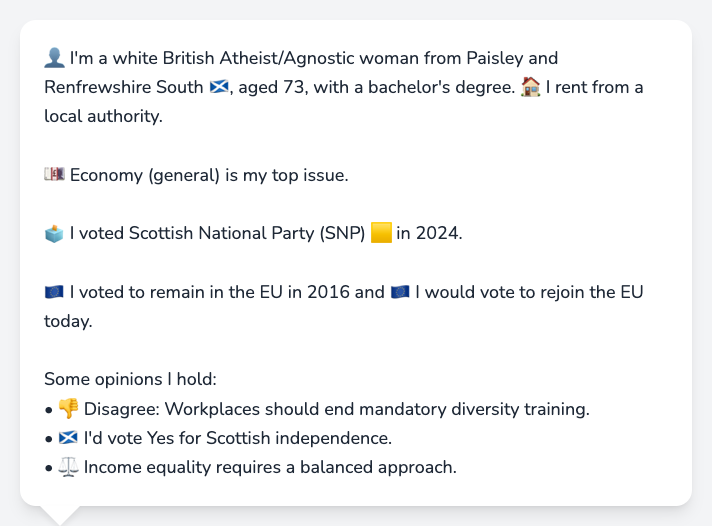 👤 I'm a white British Atheist/Agnostic woman from Paisley and
Renfrewshire South 🏴󠁧󠁢󠁳󠁣󠁴󠁿, aged 73, with a bachelor's degree. 🏠 I rent from a
local authority.
💷 Economy (general) is my top issue.
🗳️ I voted Scottish National Party (SNP) 🟨 in 2024.
🇪🇺 I voted to remain in the EU in 2016 and 🇪🇺 I would vote to rejoin the EU
today.
Some opinions I hold:
• 👎 Disagree: Workplaces should end mandatory diversity training.
• 🏴󠁧󠁢󠁳󠁣󠁴󠁿 I'd vote Yes for Scottish independence.
• ⚖️ Income equality requires a balanced approach.